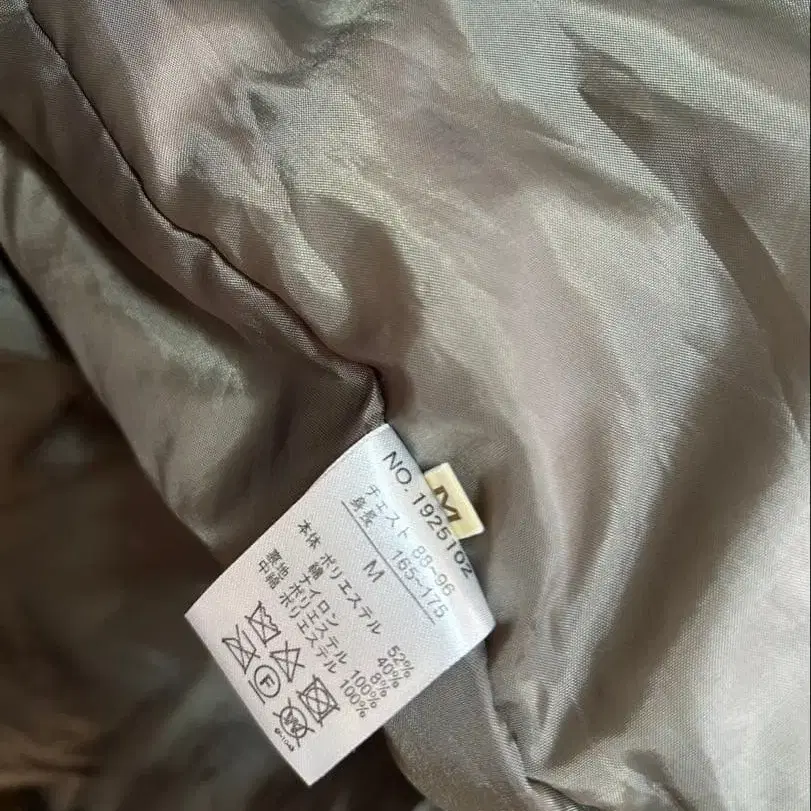 M
NO.1925102
チェスト 88~96
身長 165~175
M
本体 ポリエステル 52%
綿 40%
ナイロン 8%
裏地 ポリエステル 100%
中綿 ポリエステル 100%
F